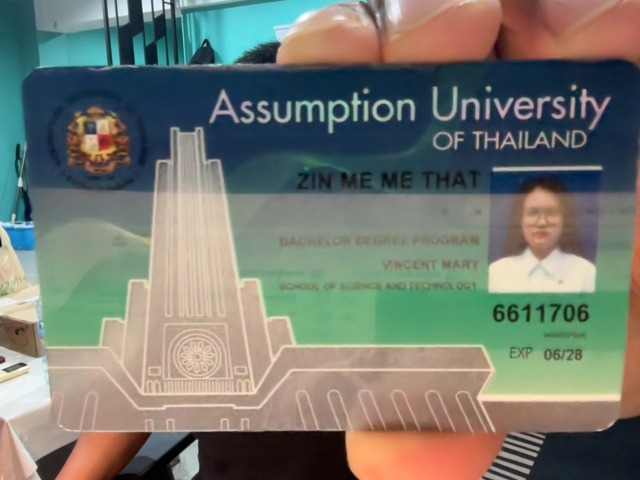 Assumption University
OF THAILAND
ZIN ME ME THAT
BACHELOR DEGREE PROGRAM
VINCENT MARY
SCHOOL OF SCIENCE AND TECHNOLOGY
6611706
EXP 06/28